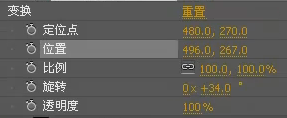 变换 重置
定位点 480.0, 270.0
位置 496.0, 267.0
比例 100.0, 100.0%
旋转 0x+34.0 °
透明度 100%